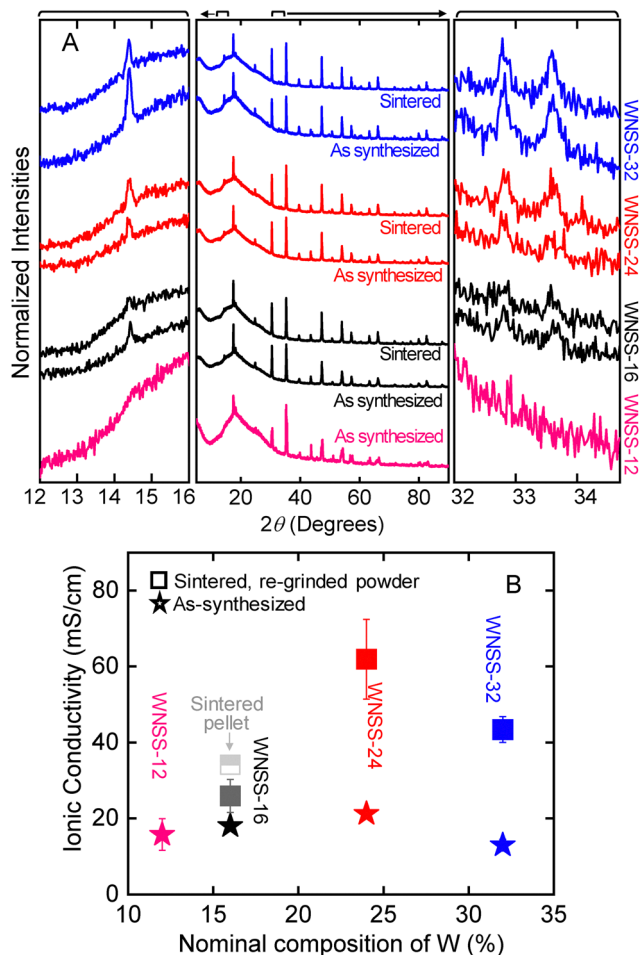 A
Normalized Intensities
Sintered
As synthesized
Sintered
As synthesized
Sintered
As synthesized
As synthesized
WNSS-32
WNSS-24
WNSS-16
WNSS-12
12 13 14 15 16
20 40 60 80
32 33 34
2θ (Degrees)
B
Sintered, re-grinded powder
As-synthesized
Ionic Conductivity (mS/cm)
80
60
40
20
0
WNSS-12
Sintered
pellet
WNSS-16
WNSS-24
WNSS-32
10 15 20 25 30 35
Nominal composition of W (%)